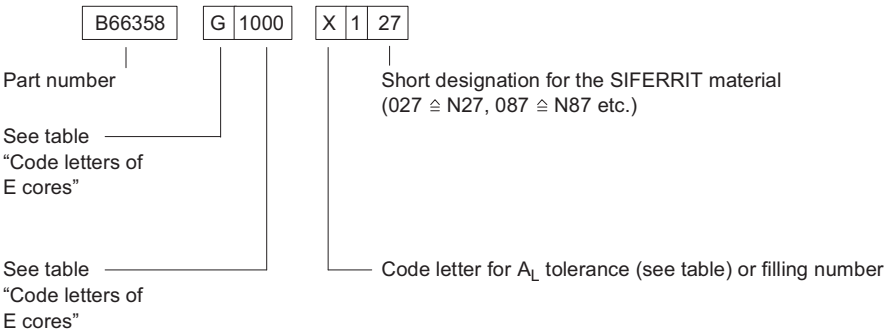 B66358 G 1000 X 1 27
Part number
Short designation for the SIFERRIT material
(027 ≙ N27, 087 ≙ N87 etc.)
See table
“Code letters of
E cores”
See table
“Code letters of
E cores”
Code letter for AL tolerance (see table) or filling number